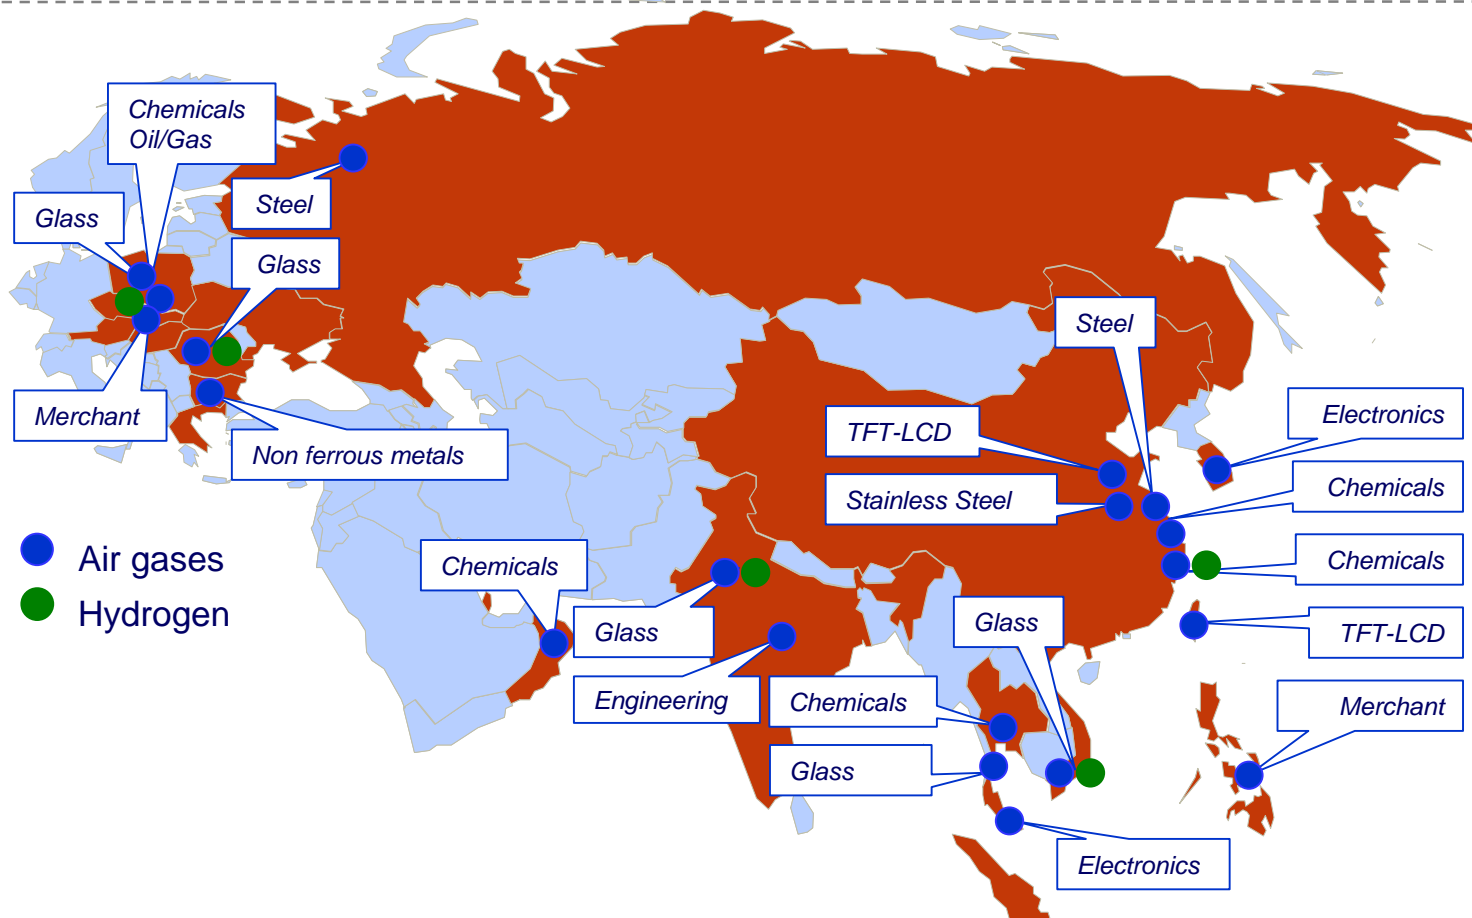 Chemicals
Oil/Gas
Glass
Steel
Glass
Merchant
Non ferrous metals
Air gases
Hydrogen
Chemicals
Glass
Engineering
Steel
TFT-LCD
Stainless Steel
Electronics
Chemicals
Chemicals
TFT-LCD
Merchant
Glass
Chemicals
Glass
Electronics